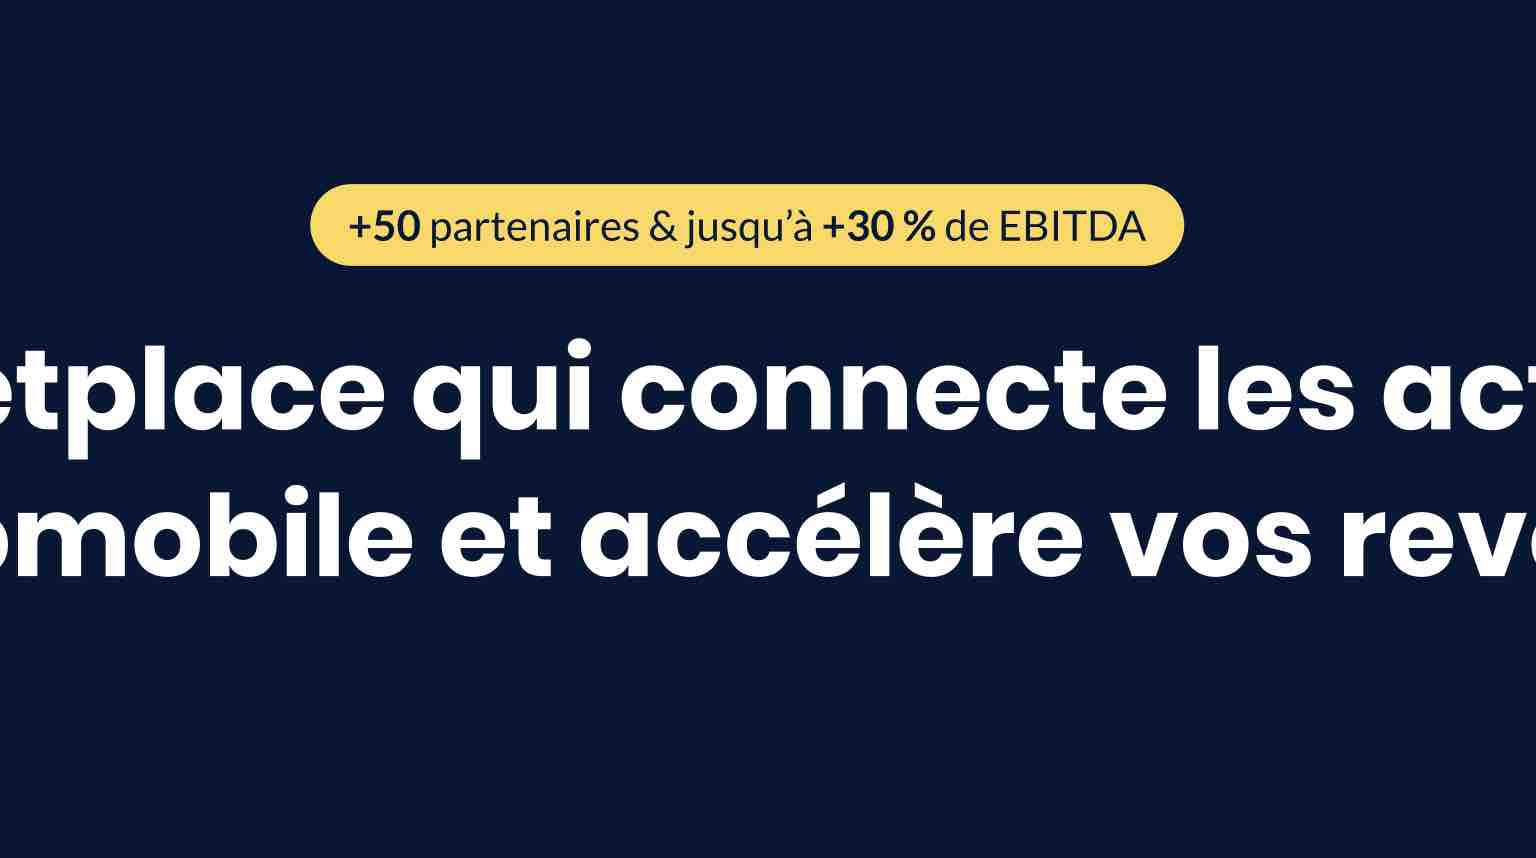 +50 partenaires & jusqu’à +30 % de EBITDA
etplace qui connecte les act
omobile et accélère vos reve